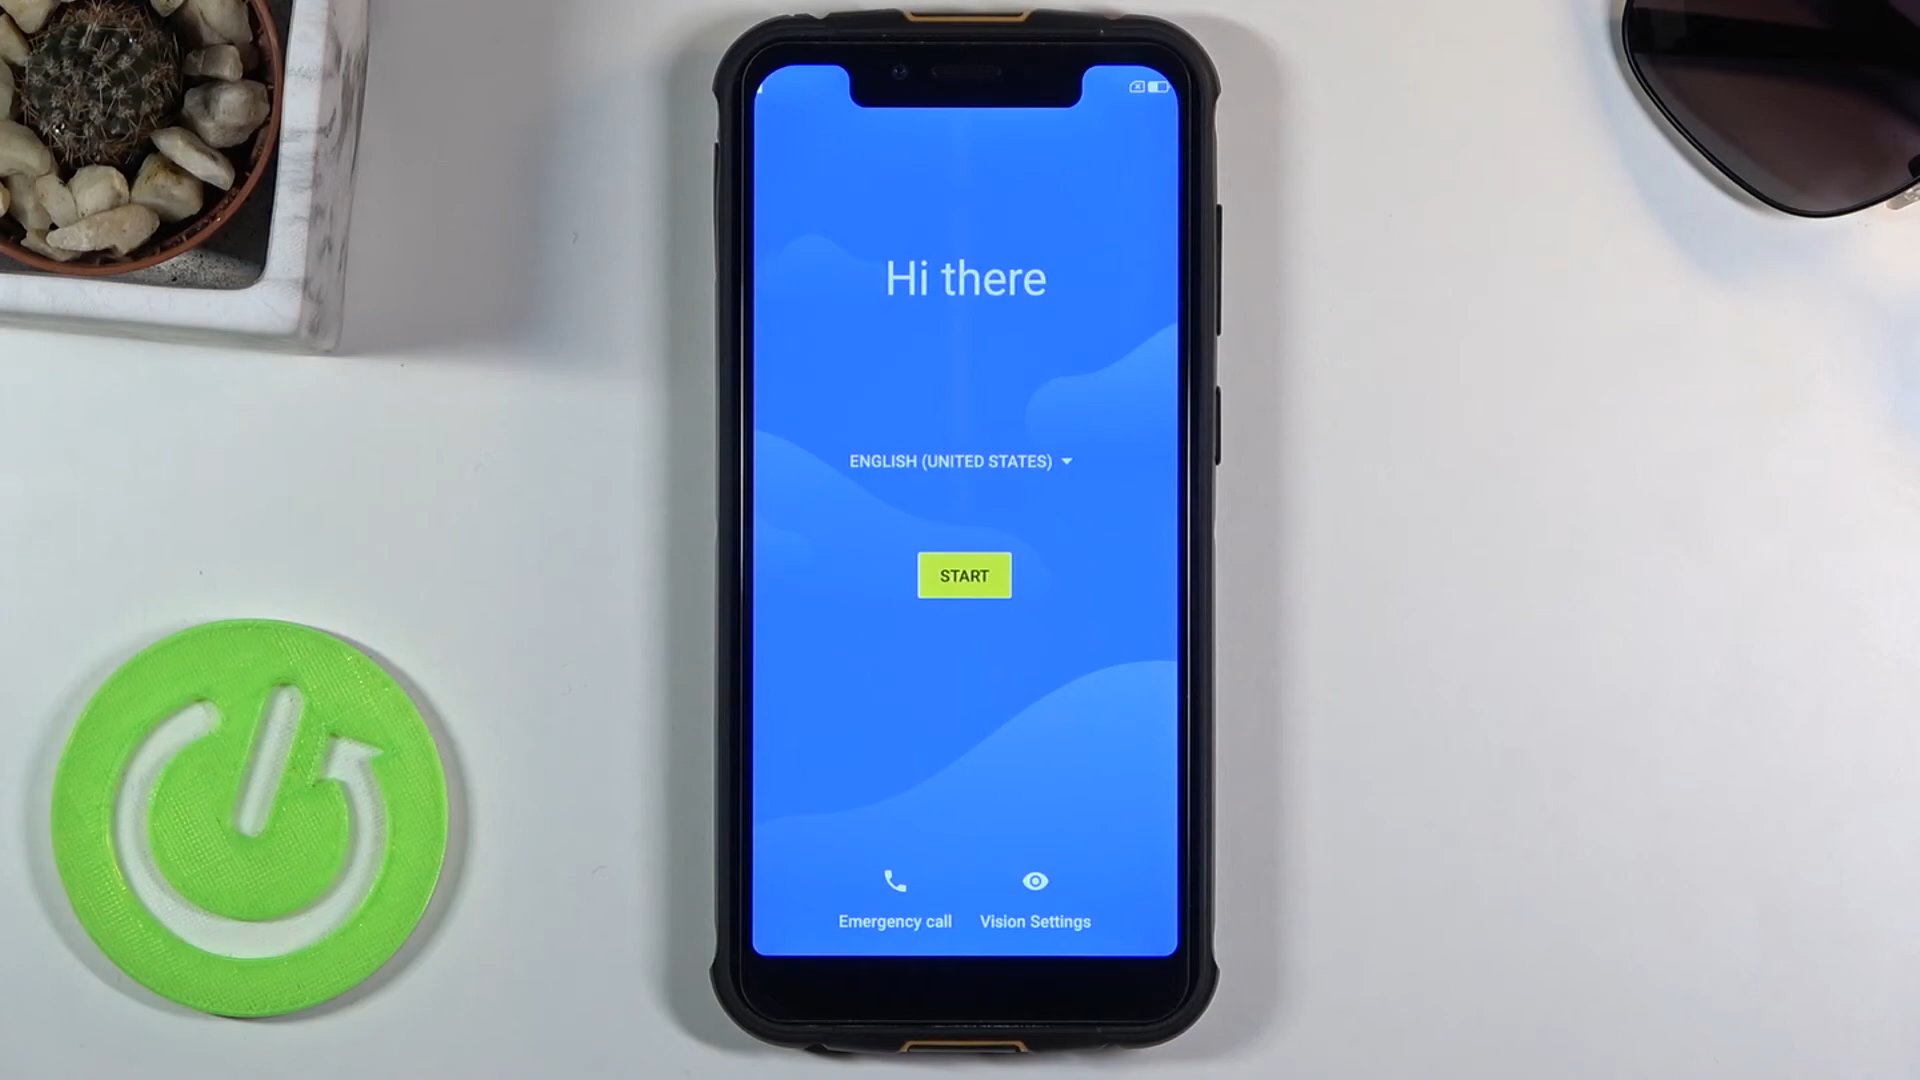 Hi there
ENGLISH (UNITED STATES)
START
Emergency call
Vision Settings